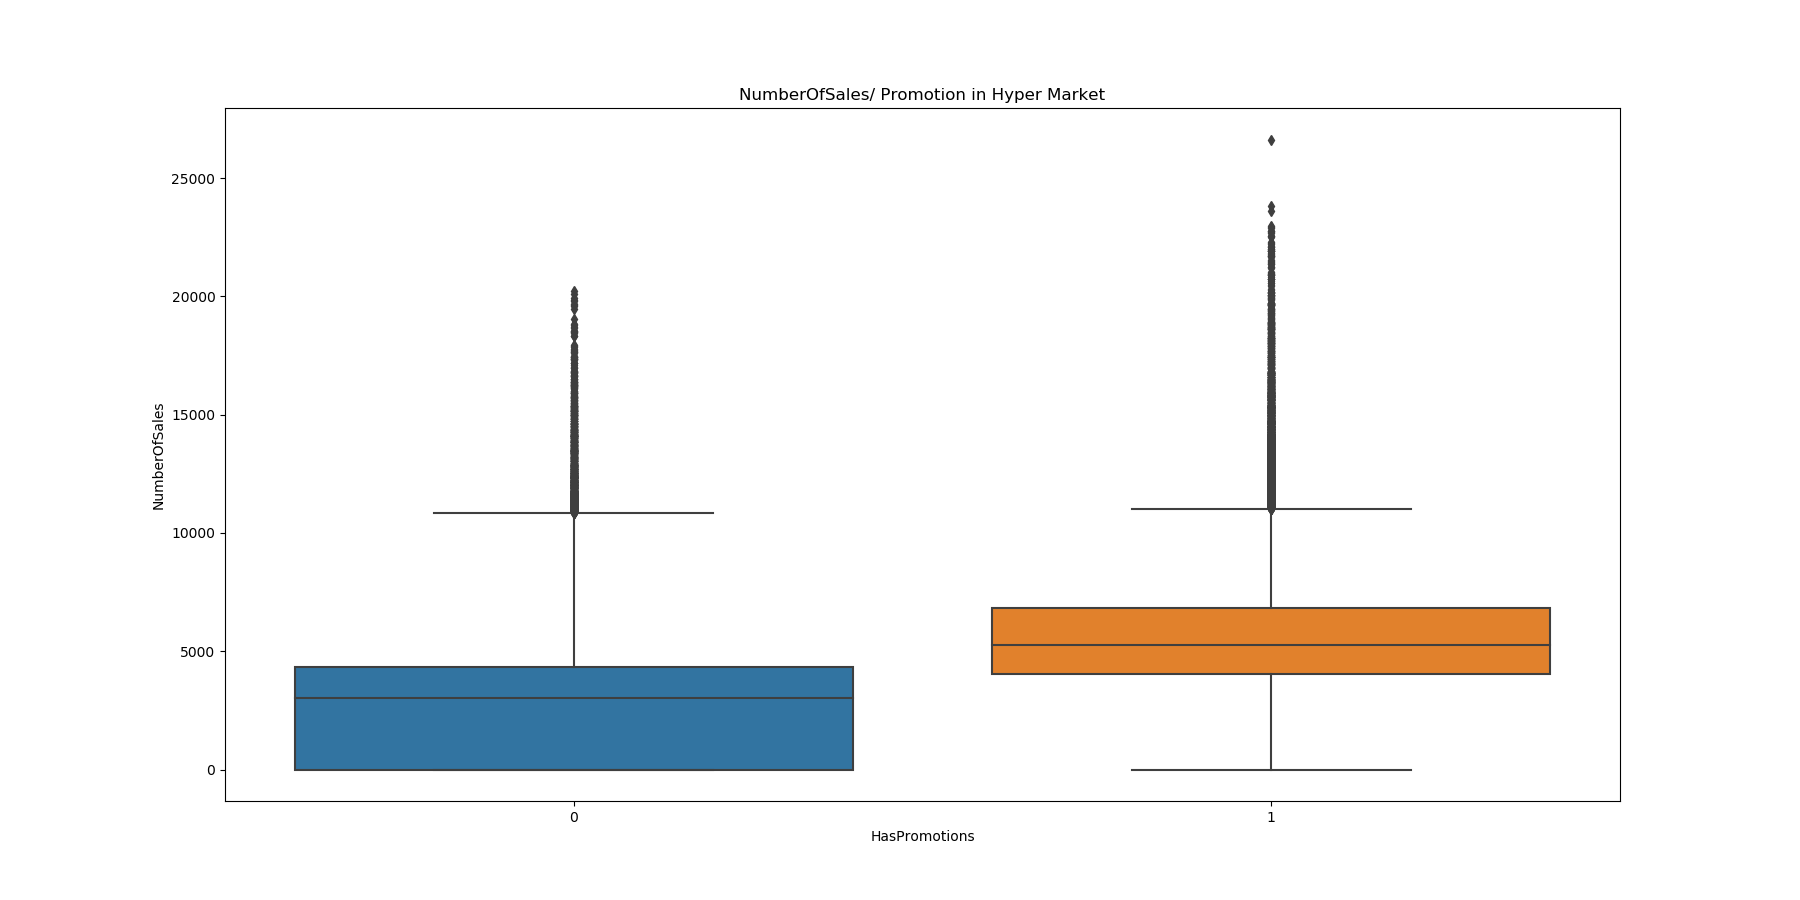 NumberOfSales/ Promotion in Hyper Market
25000
20000
15000
10000
5000
0
NumberOfSales
0
1
HasPromotions